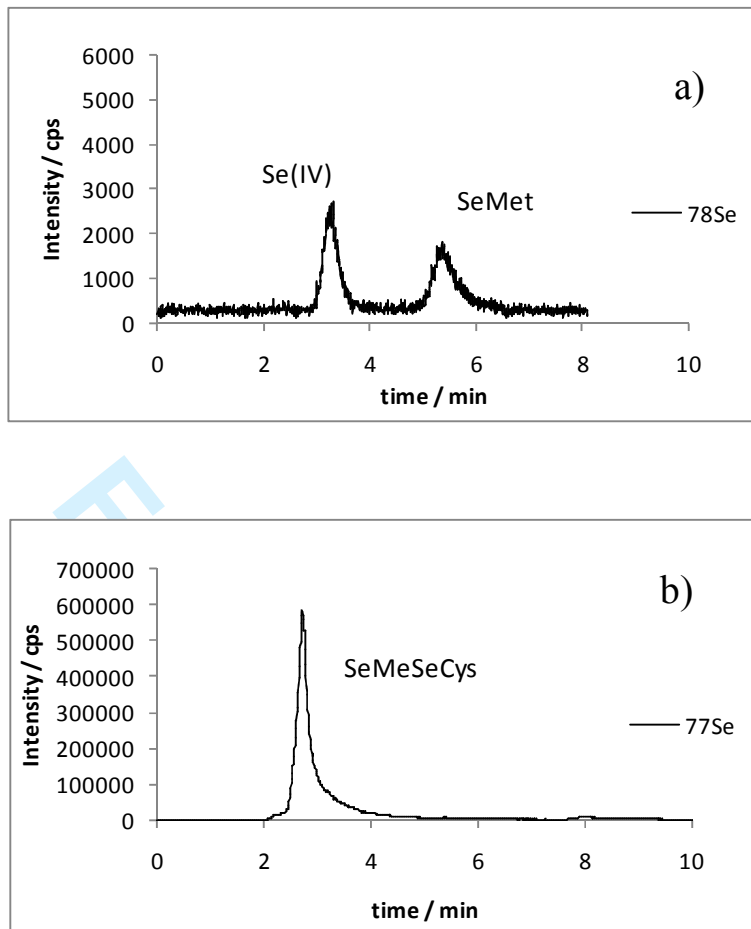 6000
a)
5000
4000
Intensity / cps
Se(IV)
3000
SeMet
78Se
2000
1000
0
0 2 4 6 8 10
time / min
700000
b)
600000
500000
Intensity / cps
SeMeSeCys
400000
300000
77Se
200000
100000
0
0 2 4 6 8 10
time / min